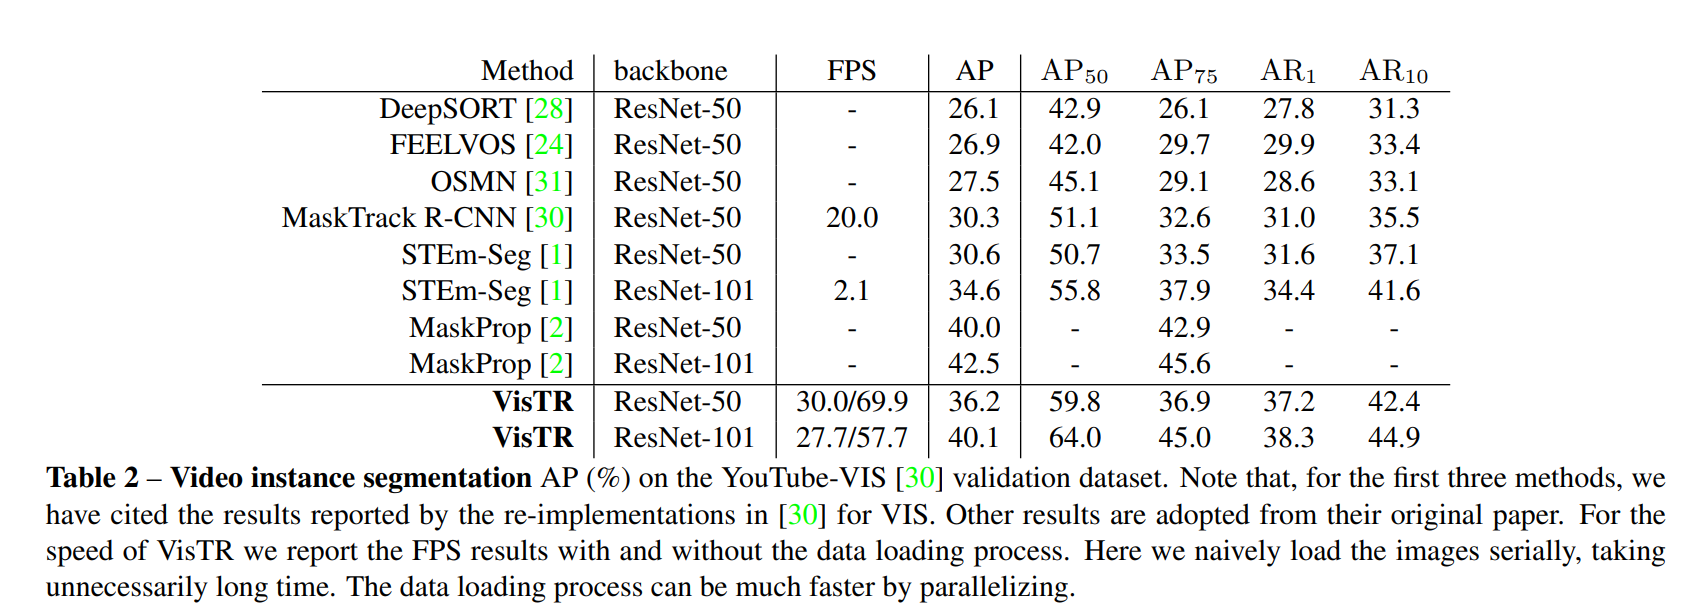 Method backbone FPS AP AP50 AP75 AR1 AR10
DeepSORT [28] ResNet-50 - 26.1 42.9 26.1 27.8 31.3
FEELVOS [24] ResNet-50 - 26.9 42.0 29.7 29.9 33.4
OSMN [31] ResNet-50 - 27.5 45.1 29.1 28.6 33.1
MaskTrack R-CNN [30] ResNet-50 20.0 30.3 51.1 32.6 31.0 35.5
STEm-Seg [1] ResNet-50 - 30.6 50.7 33.5 31.6 37.1
STEm-Seg [1] ResNet-101 2.1 34.6 55.8 37.9 34.4 41.6
MaskProp [2] ResNet-50 - 40.0 - 42.9 - -
MaskProp [2] ResNet-101 - 42.5 - 45.6 - -
VisTR ResNet-50 30.0/69.9 36.2 59.8 36.9 37.2 42.4
VisTR ResNet-101 27.7/57.7 40.1 64.0 45.0 38.3 44.9
Table 2 – Video instance segmentation AP (%) on the YouTube-VIS [30] validation dataset. Note that, for the first three methods, we
have cited the results reported by the re-implementations in [30] for VIS. Other results are adopted from their original paper. For the
speed of VisTR we report the FPS results with and without the data loading process. Here we naively load the images serially, taking
unnecessarily long time. The data loading process can be much faster by parallelizing.